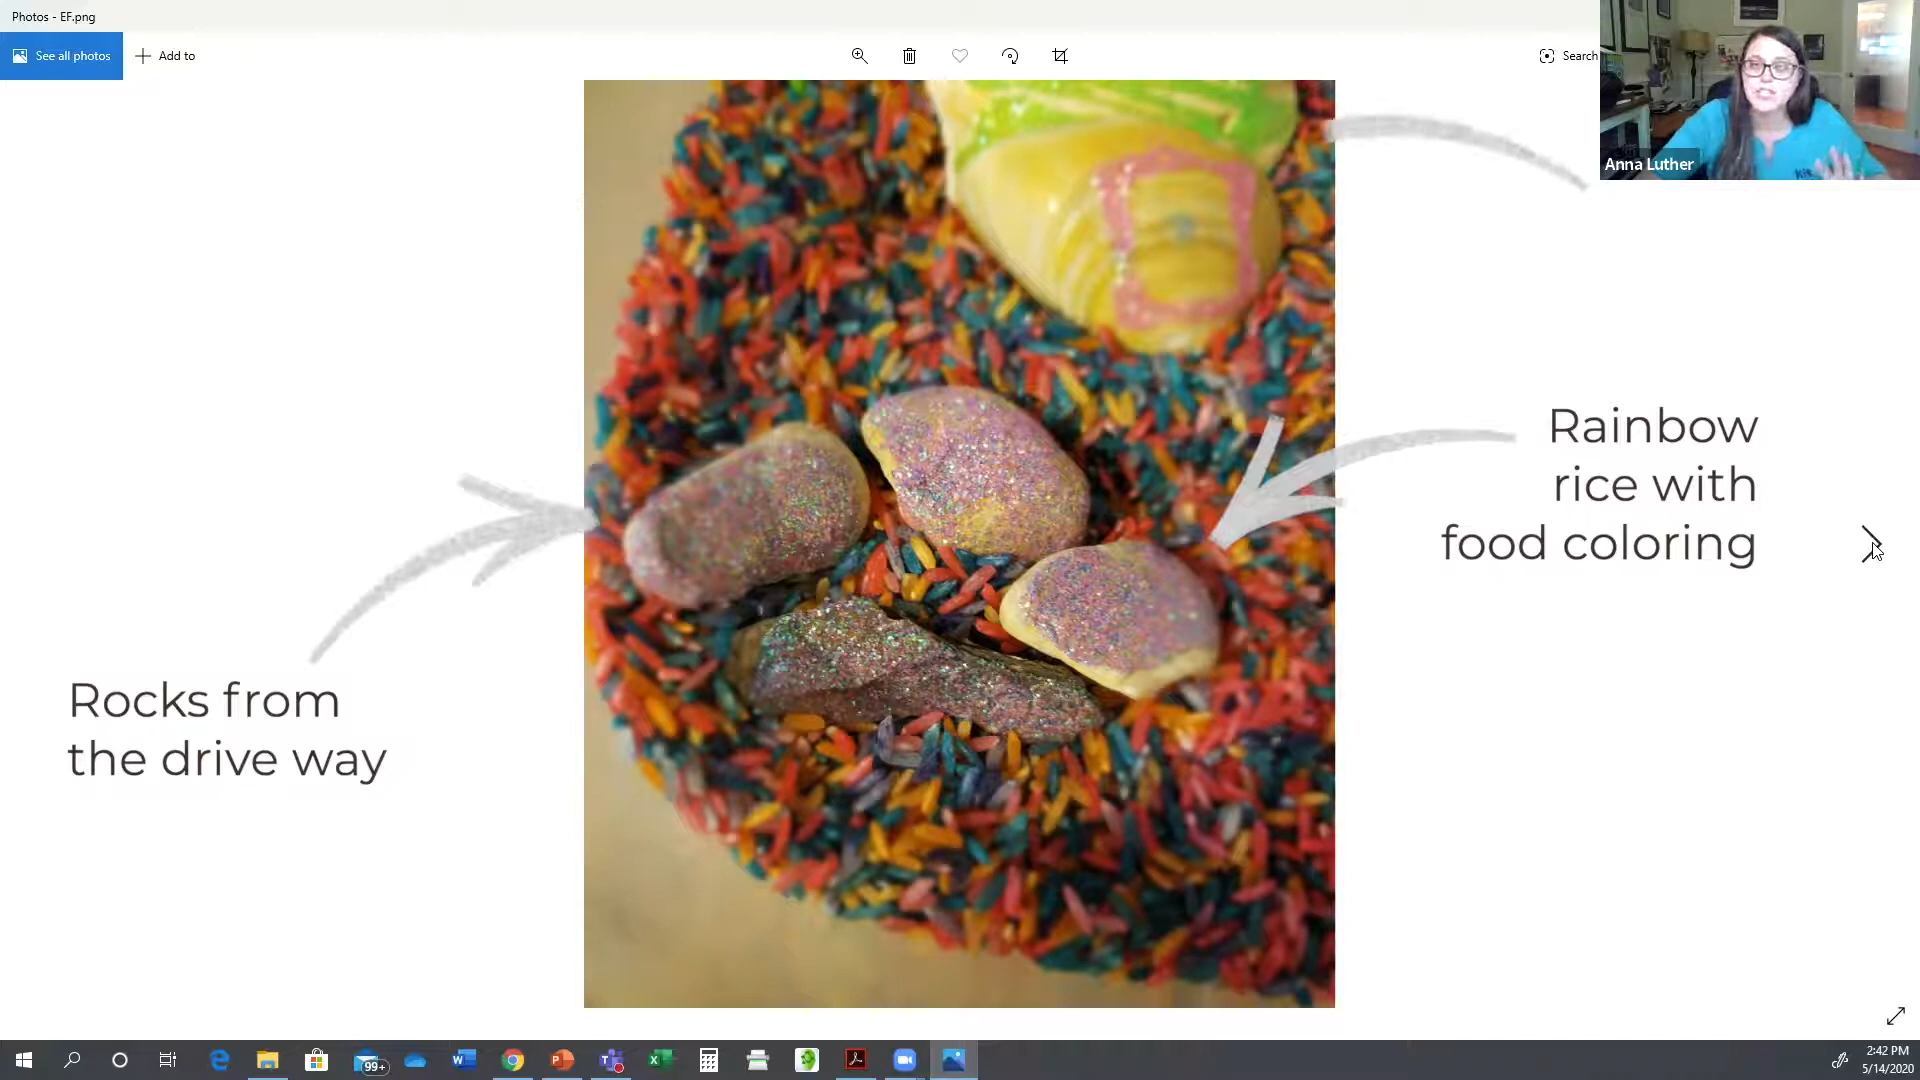 Photos - EF.png
See all photos
Add to
Search
Anna Luther
Rainbow
rice with
food coloring
Rocks from
the drive way
99+
2:42 PM
5/14/2020